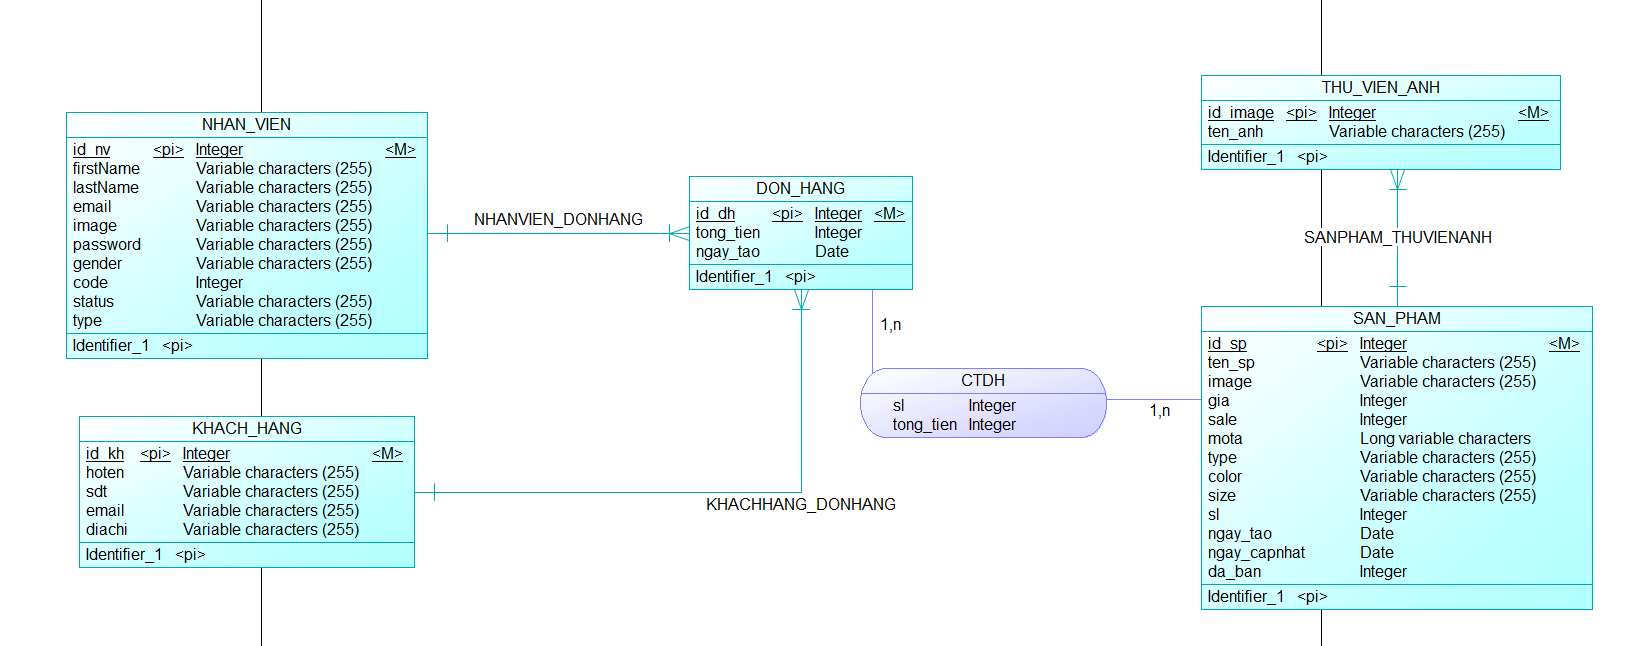 NHAN_VIEN
id_nv <pi> Integer <M>
firstName Variable characters (255)
lastName Variable characters (255)
email Variable characters (255)
image Variable characters (255)
password Variable characters (255)
gender Variable characters (255)
code Integer
status Variable characters (255)
type Variable characters (255)
Identifier_1 <pi>
KHACH_HANG
id_kh <pi> Integer <M>
hoten Variable characters (255)
sdt Variable characters (255)
email Variable characters (255)
diachi Variable characters (255)
Identifier_1 <pi>
NHANVIEN_DONHANG
DON_HANG
id_dh <pi> Integer <M>
tong_tien Integer
ngay_tao Date
Identifier_1 <pi>
KHACHHANG_DONHANG
1,n
CTDH
sl Integer
tong_tien Integer
1,n
THU_VIEN_ANH
id_image <pi> Integer <M>
ten_anh Variable characters (255)
Identifier_1 <pi>
SANPHAM_THUVIENANH
SAN_PHAM
id_sp <pi> Integer <M>
ten_sp Variable characters (255)
image Variable characters (255)
gia Integer
sale Integer
mota Long variable characters
type Variable characters (255)
color Variable characters (255)
size Variable characters (255)
sl Integer
ngay_tao Date
ngay_capnhat Date
da_ban Integer
Identifier_1 <pi>